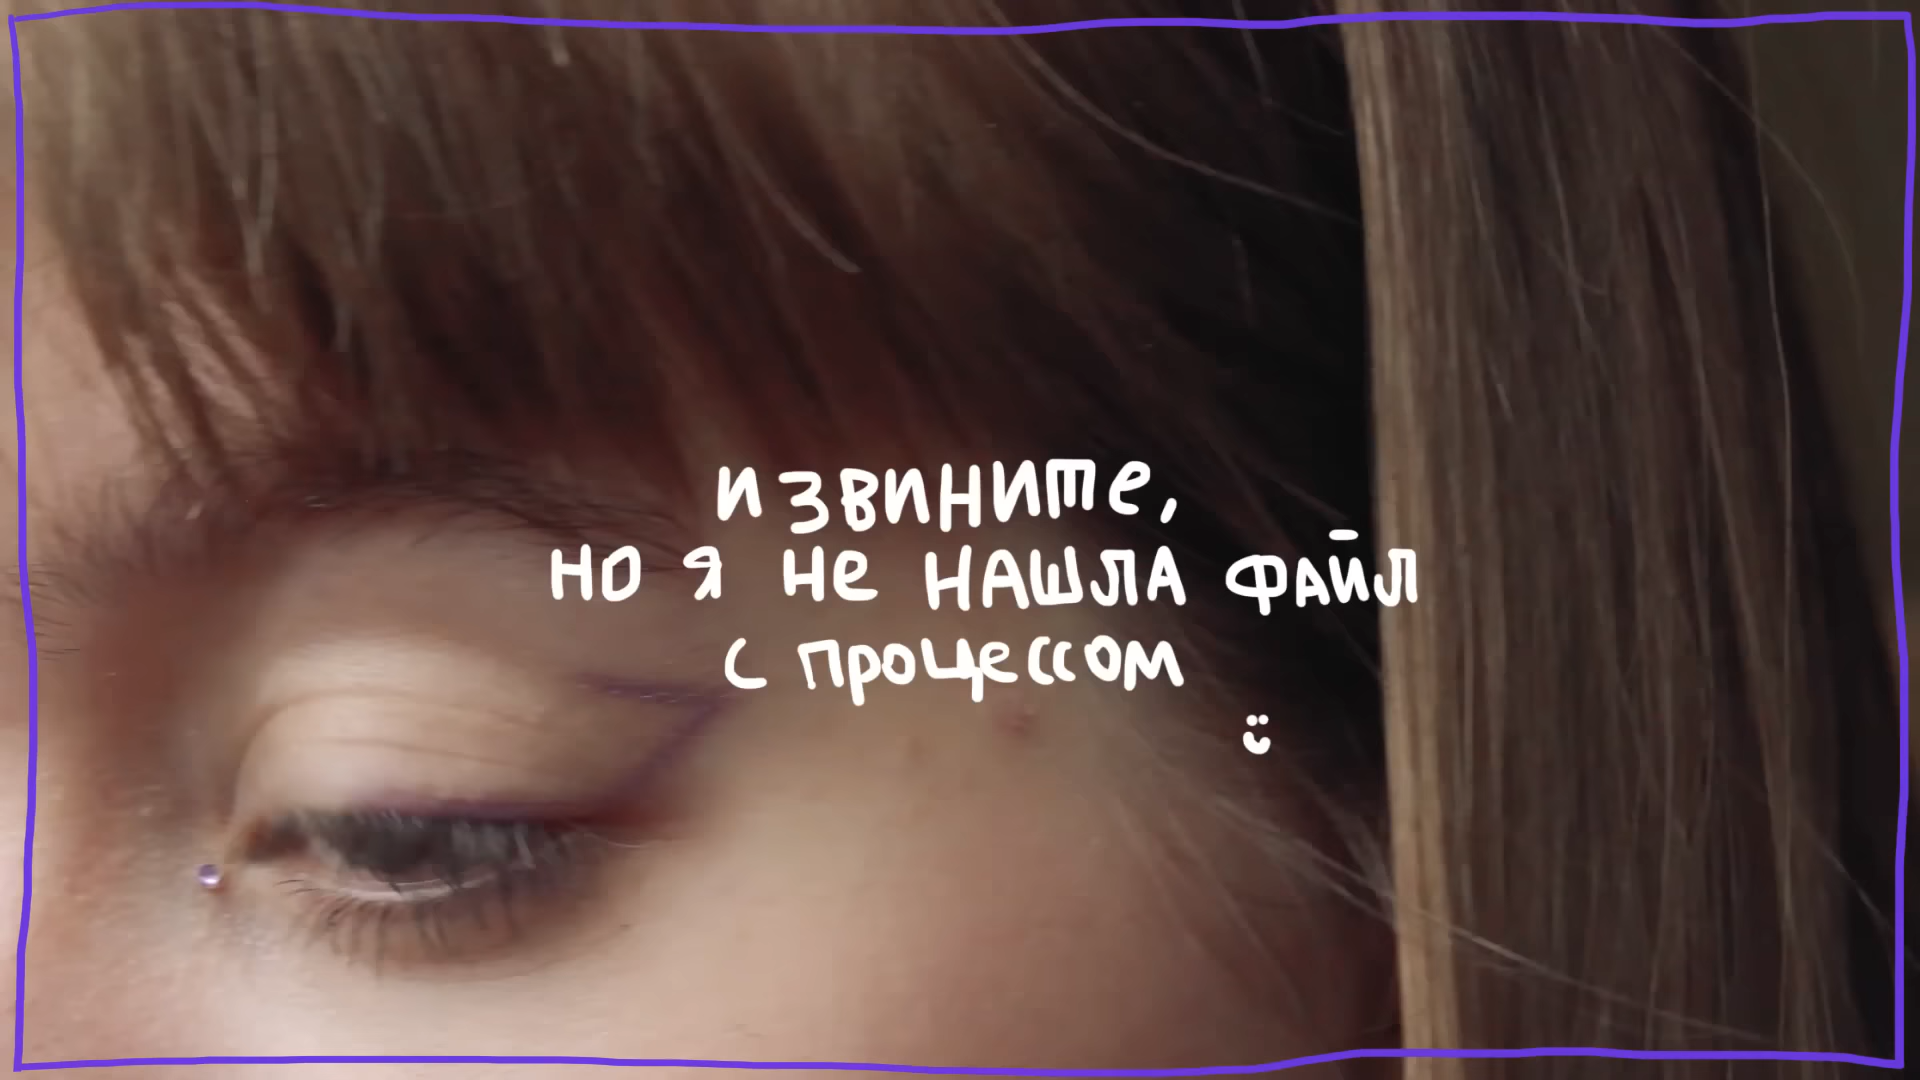 извините,
но я не нашла файл
с процессом